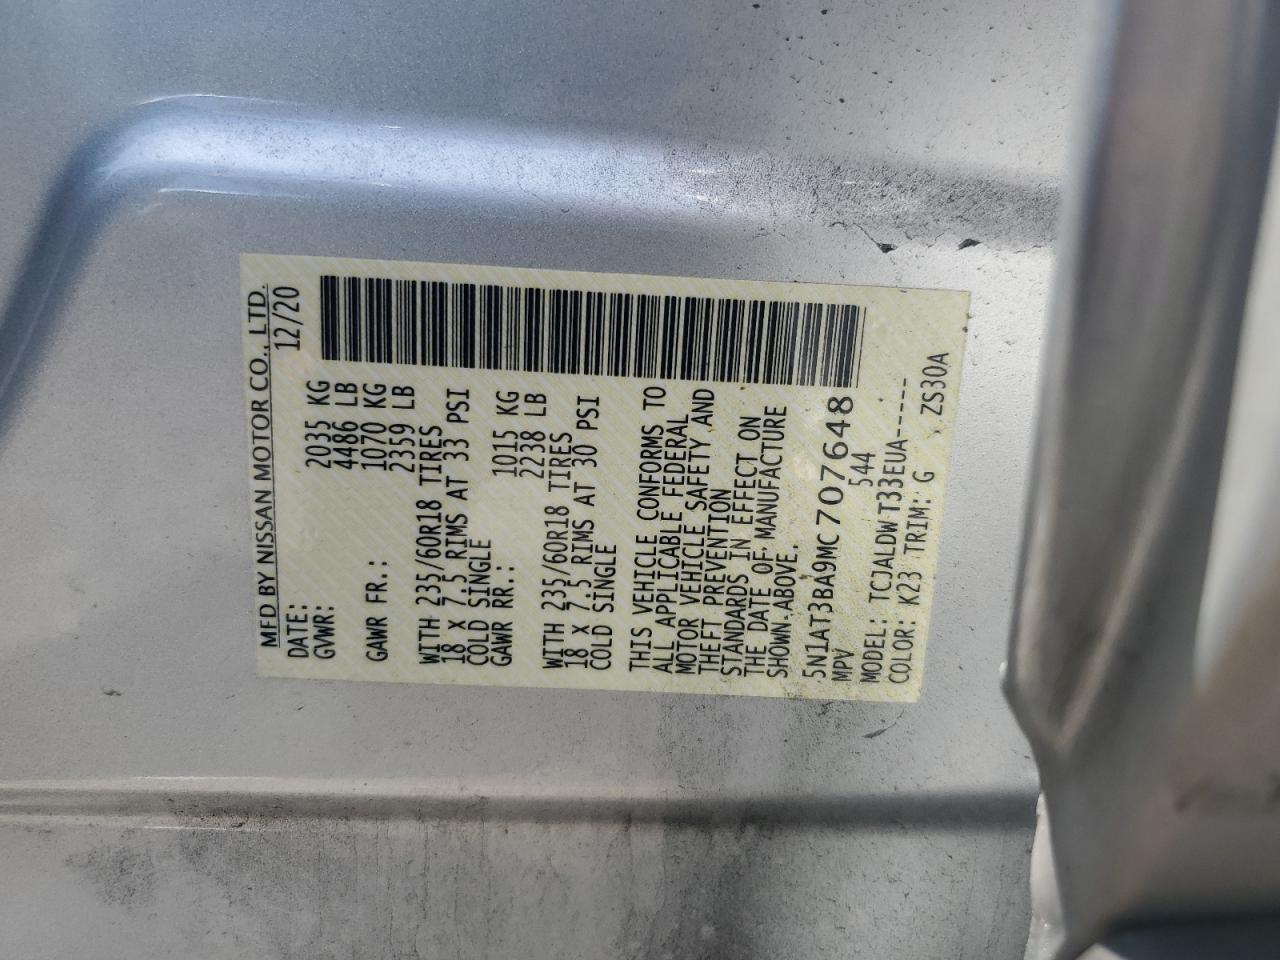 MFD BY NISSAN MOTOR CO., LTD.
DATE: 12/20
GVWR: 2035 KG
4486 LB
GAWR FR.: 1070 KG
2359 LB
WITH 235/60R18 TIRES
18 X 7.5 RIMS AT 33 PSI
COLD SINGLE
GAWR RR.: 1015 KG
2238 LB
WITH 235/60R18 TIRES
18 X 7.5 RIMS AT 30 PSI
COLD SINGLE
THIS VEHICLE CONFORMS TO
ALL APPLICABLE FEDERAL
MOTOR VEHICLE SAFETY AND
THEFT PREVENTION
STANDARDS IN EFFECT ON
THE DATE OF MANUFACTURE
SHOWN ABOVE.
5N1AT3BA9MC707648
MPV 544
MODEL: TCJALDWT33EUA-----
COLOR: K23 TRIM: G ZS30A